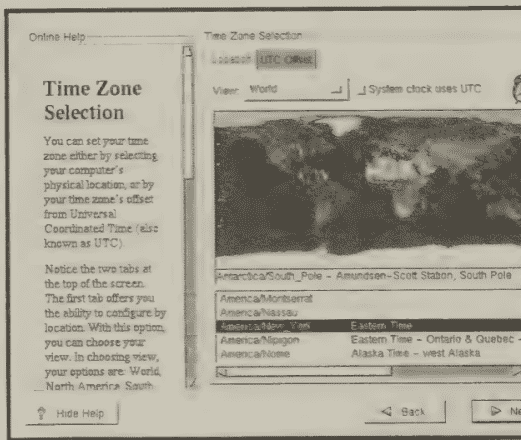 Online Help
Time Zone
Selection
You can set your time
zone either by selecting
your computer's
physical location, or by
your time zone's offset
from Universal
Coordinated Time (also
known as UTC).
Notice the two tabs at
the top of the screen.
The first tab offers you
the ability to configure by
location. With this option,
you can choose your
view. In choosing view,
your options are: World,
North America, South
Hide Help
Time Zone Selection
Location UTC Offset
View: World System clock uses UTC
Antarctica/South_Pole - Amundsen-Scott Station, South Pole
America/Montserrat
America/Nassau
America/New_York Eastern Time
America/Nipigon Eastern Time - Ontario & Quebec -
America/Nome Alaska Time - west Alaska
Back Ne